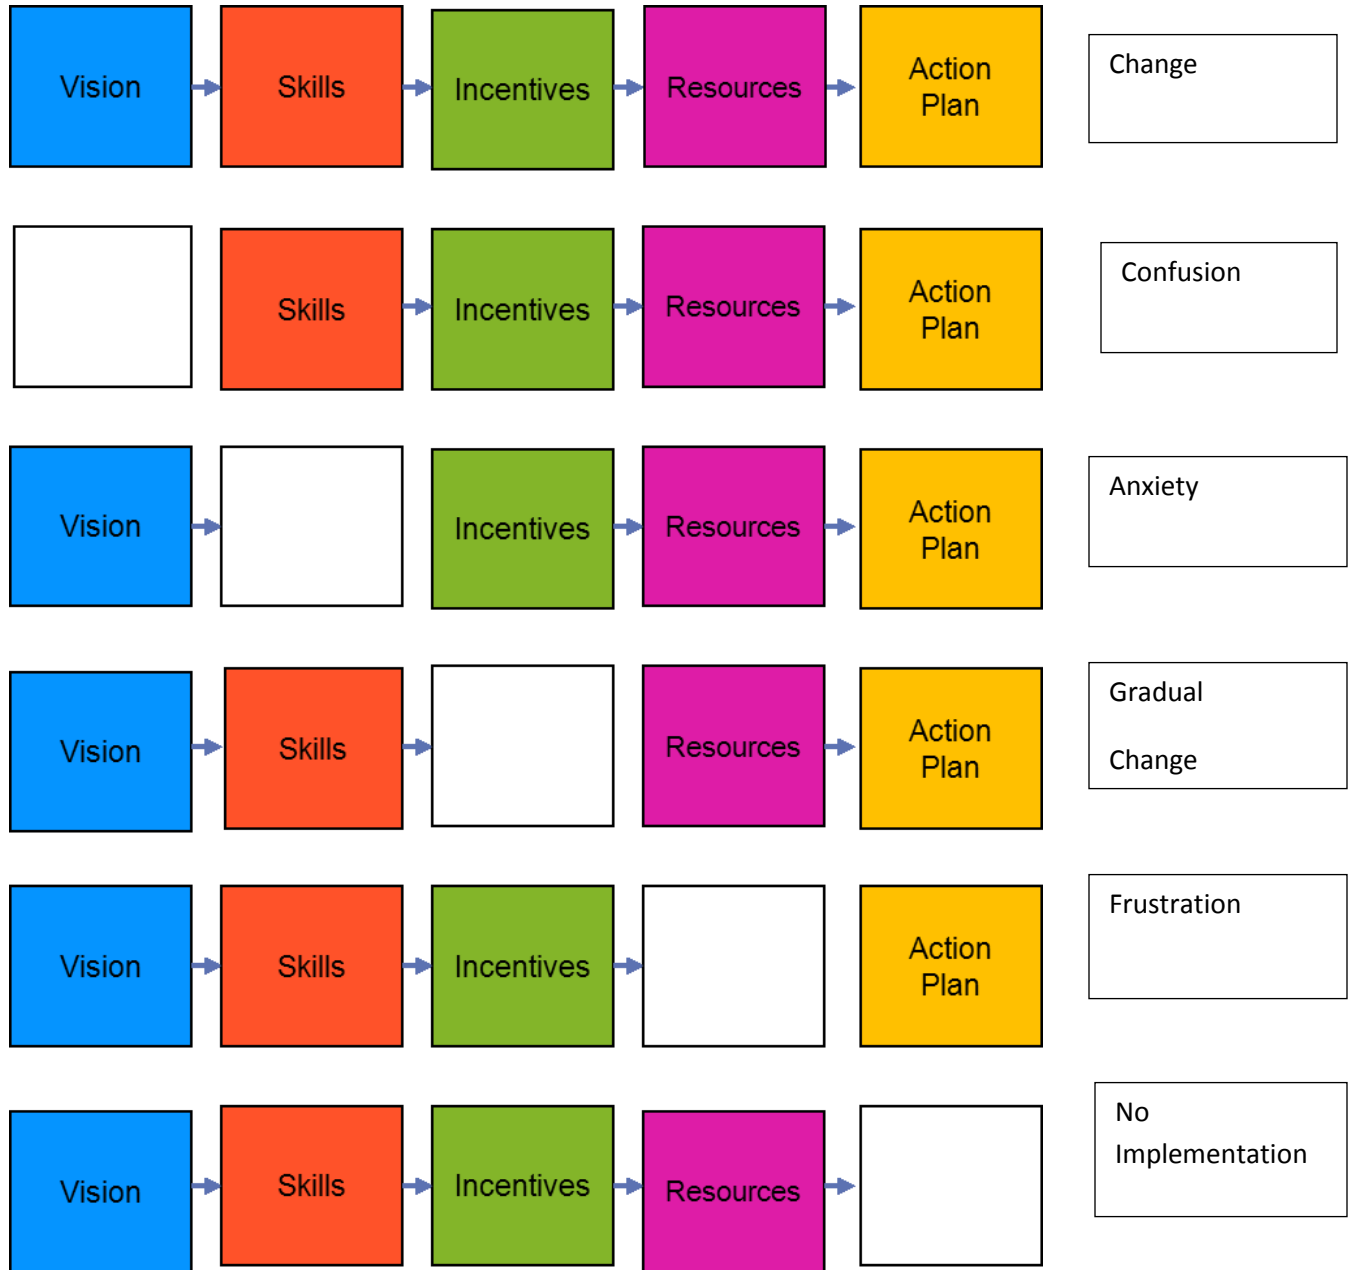 Vision Skills Incentives Resources Action
Plan
Change
Skills Incentives Resources Action
Plan
Confusion
Vision Incentives Resources Action
Plan
Anxiety
Vision Skills Resources Action
Plan
Gradual
Change
Vision Skills Incentives Action
Plan
Frustration
Vision Skills Incentives Resources
No
Implementation